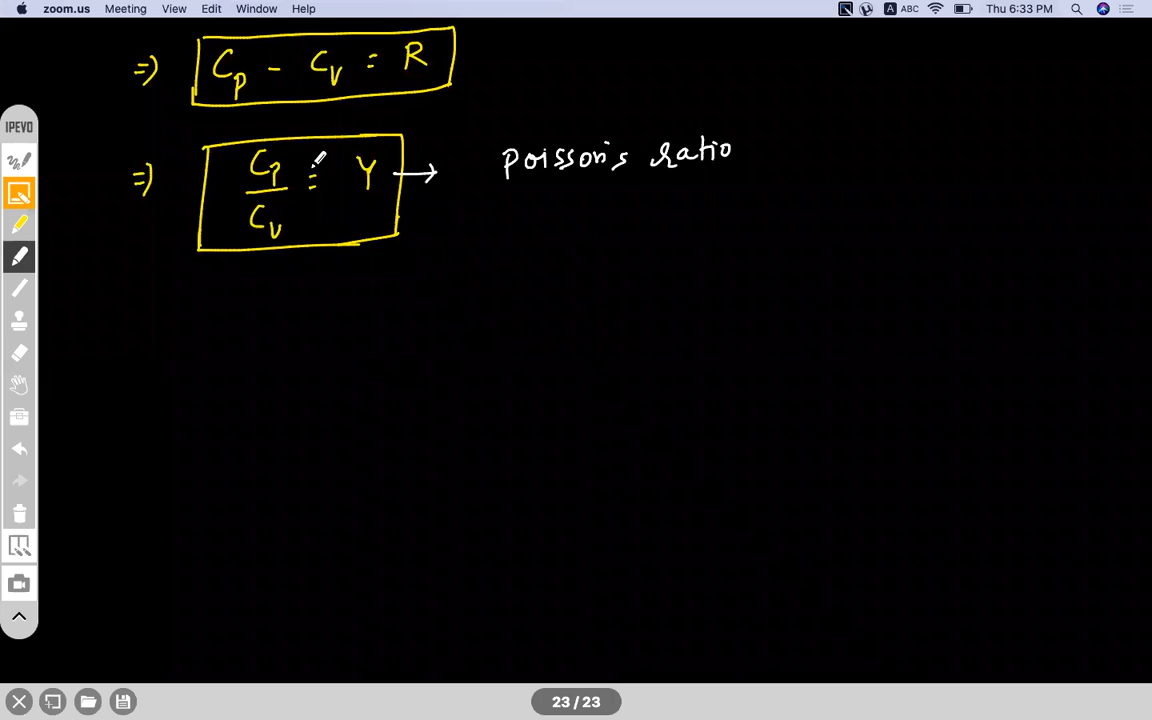 zoom.us Meeting View Edit Window Help A ABC Thu 6:33 PM
⇒ Cp - Cv = R
IPEVO
⇒ Cp/Cv = γ → Poisson's ratio
23 / 23